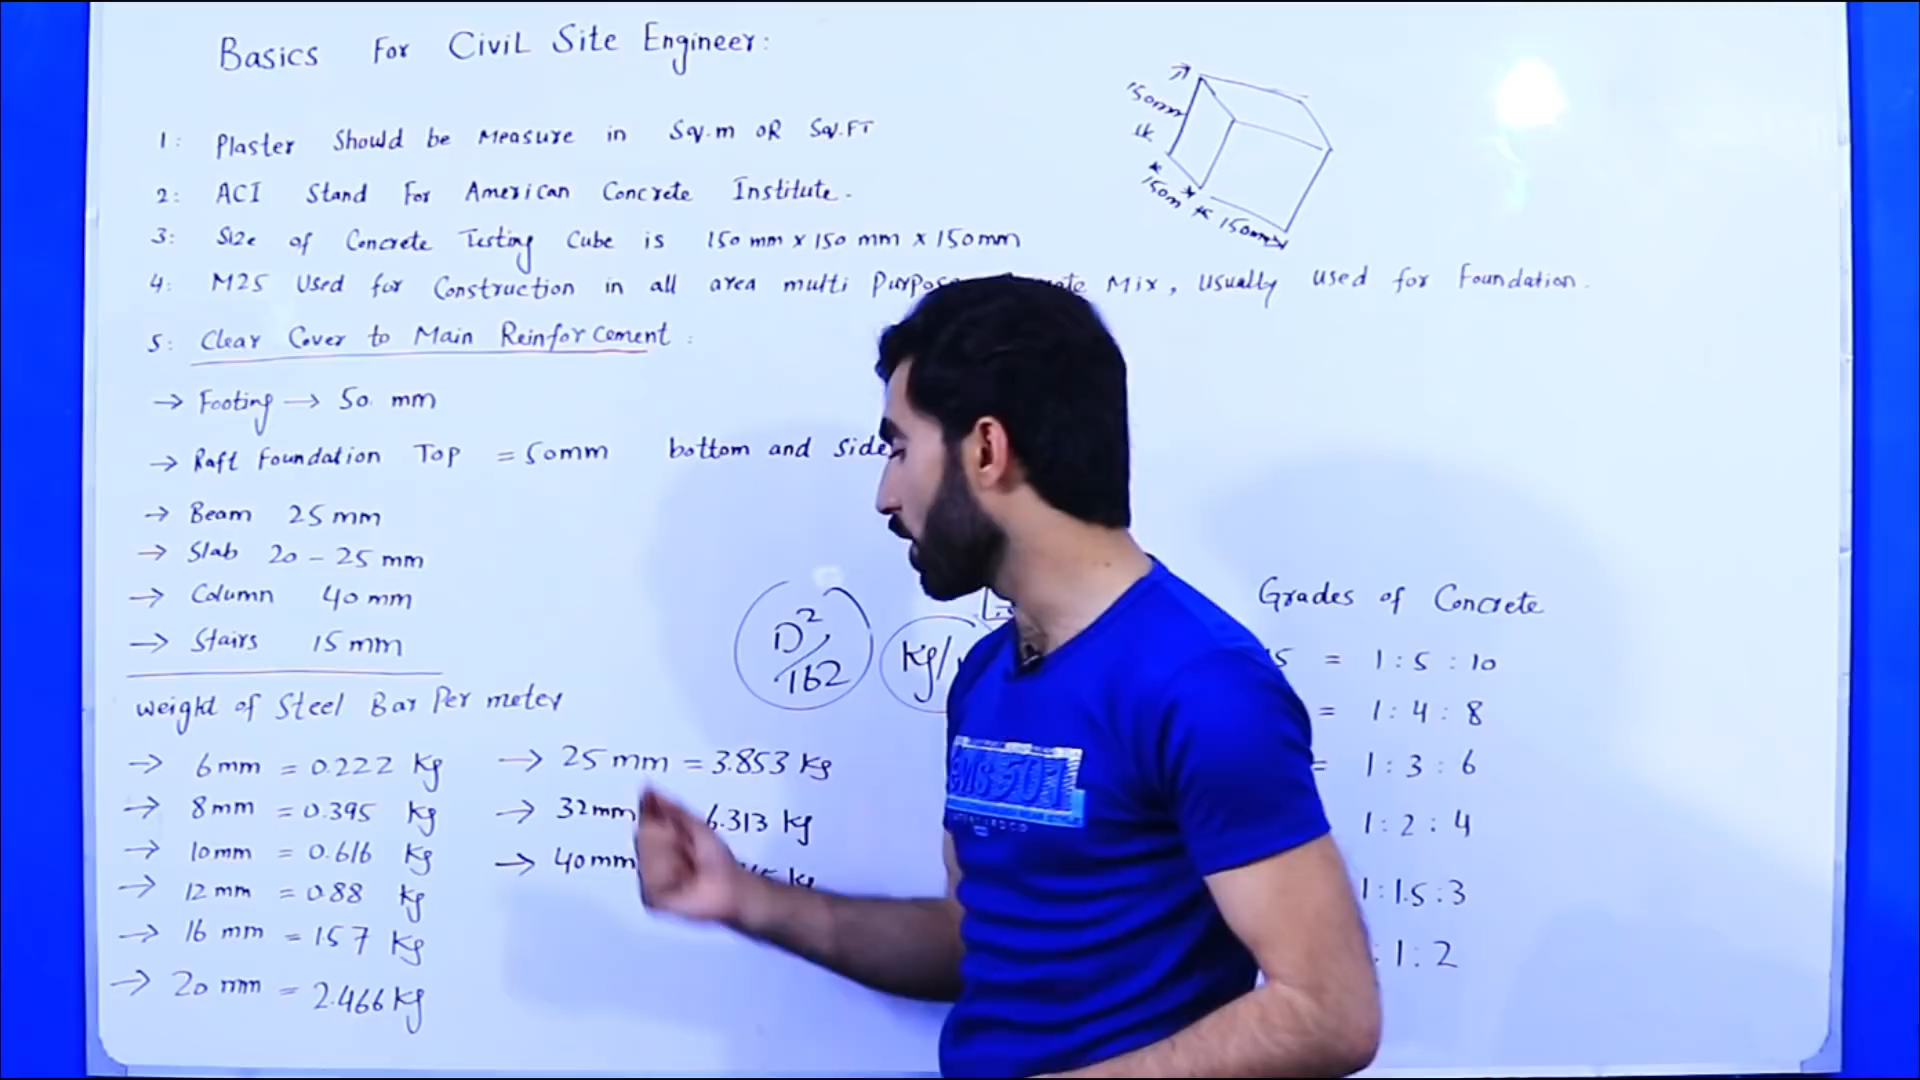 Basics For Civil Site Engineer:
1: Plaster Should be Measure in Sq.m OR Sq.FT
2: ACI Stand For American Concrete Institute.
3: Size of Concrete Testing Cube is 150 mm x 150 mm x 150mm
4: M25 Used for Construction in all area multi Mix, usually used for Foundation.
5: Clear Cover to Main Reinforcement:
→ Footing → 50. mm
→ Raft Foundation Top = 50mm bottom and side
→ Beam 25 mm
→ Slab 20 - 25 mm
→ Column 40 mm
→ Stairs 15 mm
150mm
150m
150mm
D²/162
Kg/
Weight of Steel Bar Per meter
→ 6mm = 0.222 Kg
→ 8mm = 0.395 Kg
→ 10mm = 0.616 Kg
→ 12 mm = 0.88 Kg
→ 16 mm = 157 Kg
→ 20 mm = 2.466 Kg
→ 25 mm = 3.853 Kg
→ 32mm 6.313 Kg
→ 40mm Kg
Grades of Concrete
5 = 1:5:10
= 1:4:8
= 1:3:6
1:2:4
1:1.5:3
:1:2